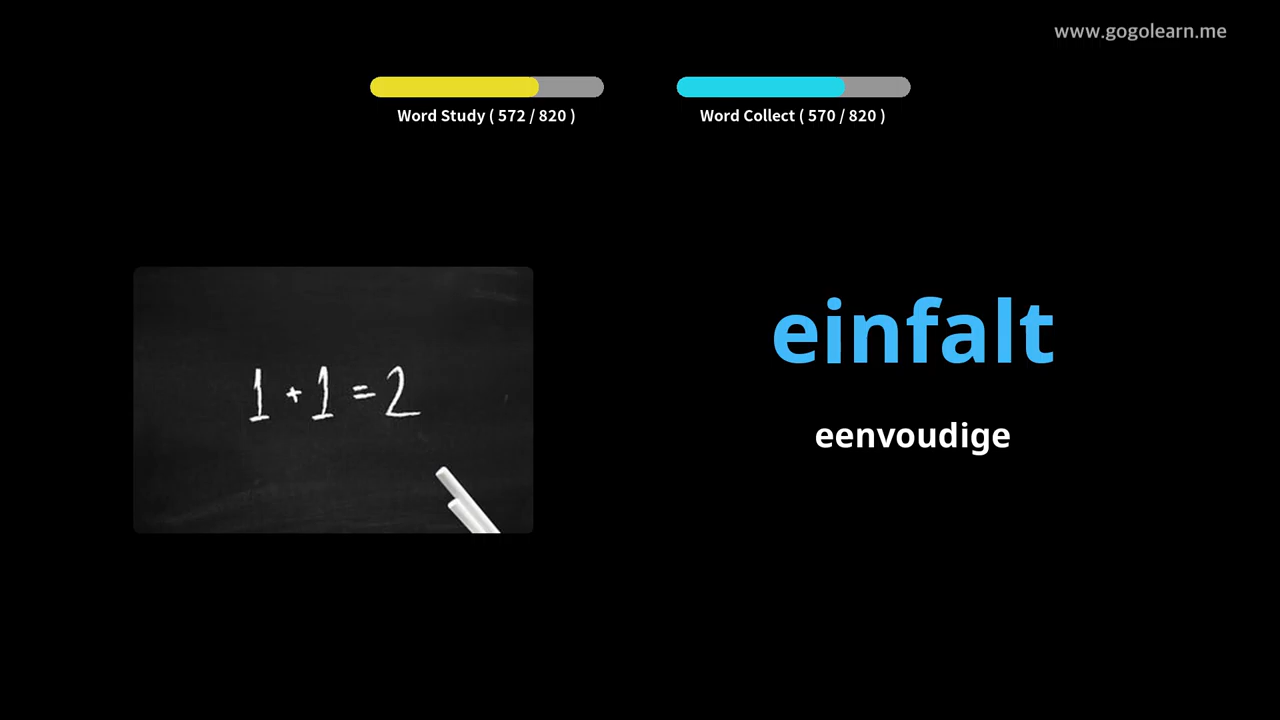 www.gogolearn.me
Word Study ( 572 / 820 )
Word Collect ( 570 / 820 )
1 + 1 = 2
einfalt
eenvoudige